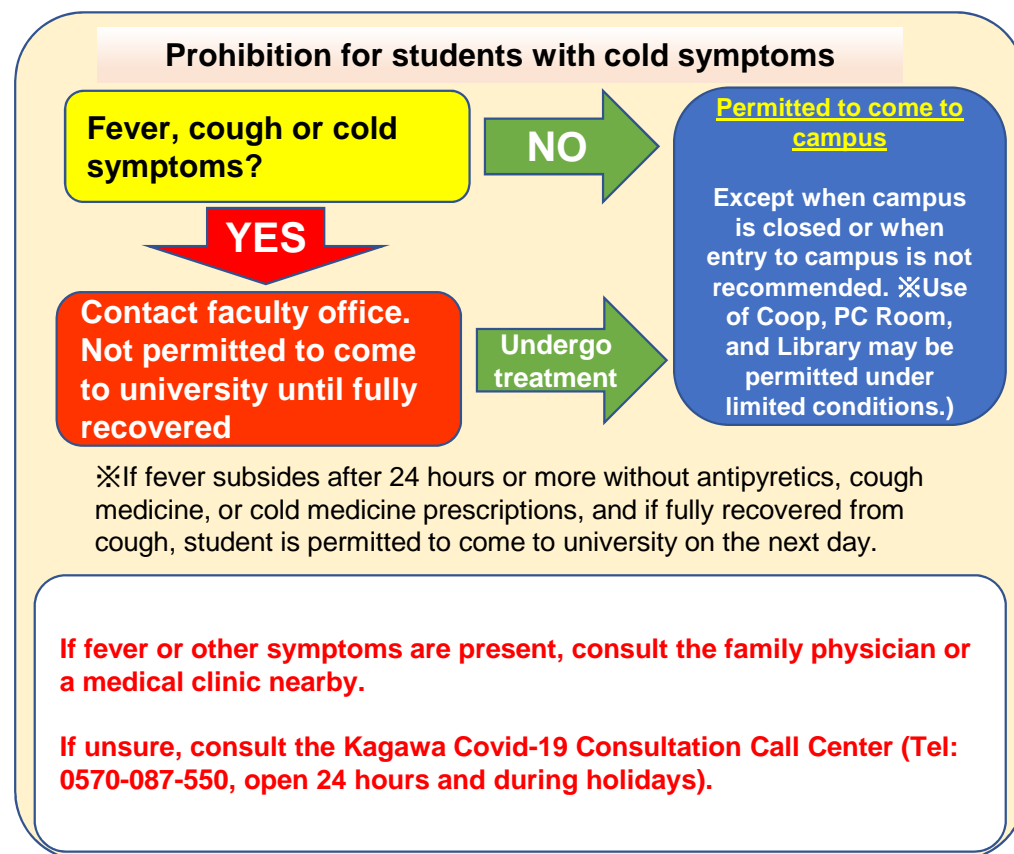 Prohibition for students with cold symptoms
Fever, cough or cold
symptoms?
NO
Permitted to come to
campus
Except when campus
is closed or when
entry to campus is not
recommended. ※Use
of Coop, PC Room,
and Library may be
permitted under
limited conditions.)
YES
Contact faculty office.
Not permitted to come
to university until fully
recovered
Undergo
treatment
※If fever subsides after 24 hours or more without antipyretics, cough
medicine, or cold medicine prescriptions, and if fully recovered from
cough, student is permitted to come to university on the next day.
If fever or other symptoms are present, consult the family physician or
a medical clinic nearby.
If unsure, consult the Kagawa Covid-19 Consultation Call Center (Tel:
0570-087-550, open 24 hours and during holidays).